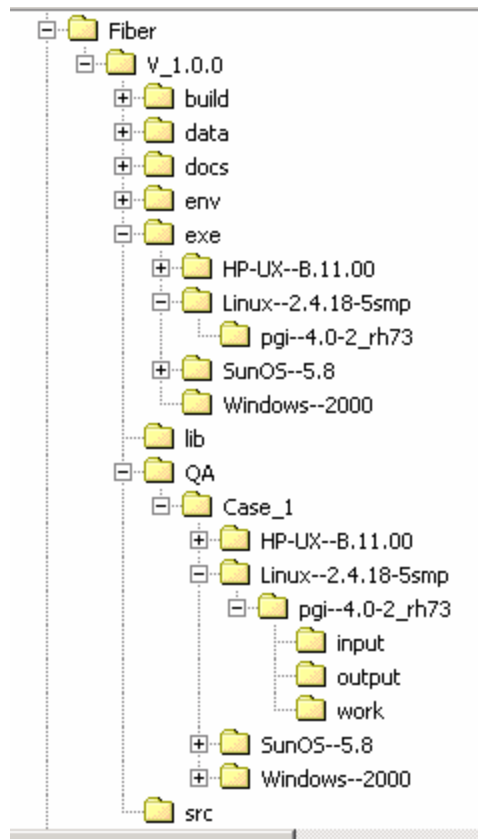 Fiber
V_1.0.0
build
data
docs
env
exe
HP-UX--B.11.00
Linux--2.4.18-5smp
pgi--4.0-2_rh73
SunOS--5.8
Windows--2000
lib
QA
Case_1
HP-UX--B.11.00
Linux--2.4.18-5smp
pgi--4.0-2_rh73
input
output
work
SunOS--5.8
Windows--2000
src